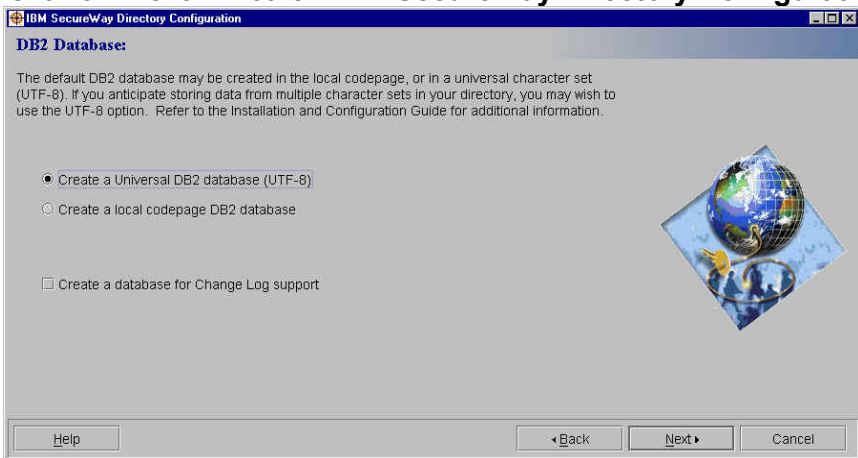 IBM SecureWay Directory Configuration
DB2 Database:
The default DB2 database may be created in the local codepage, or in a universal character set
(UTF-8). If you anticipate storing data from multiple character sets in your directory, you may wish to
use the UTF-8 option. Refer to the Installation and Configuration Guide for additional information.
Create a Universal DB2 database (UTF-8)
Create a local codepage DB2 database
Create a database for Change Log support
Help
Back
Next
Cancel